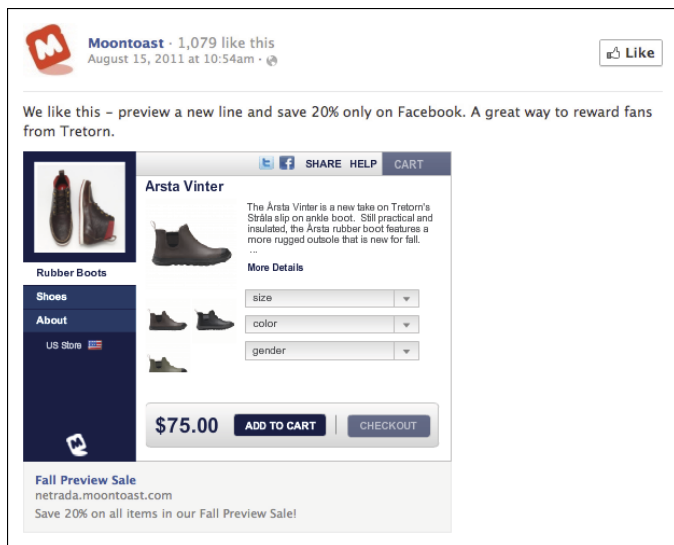 Moontoast · 1,079 like this
August 15, 2011 at 10:54am ·
Like
We like this – preview a new line and save 20% only on Facebook. A great way to reward fans
from Tretorn.
SHARE HELP CART
Arsta Vinter
The Årsta Vinter is a new take on Tretorn's
Stråla slip on ankle boot. Still practical and
insulated, the Årsta rubber boot features a
more rugged outsole that is new for fall.
...
More Details
Rubber Boots
Shoes
About
US Store
size
color
gender
$75.00 ADD TO CART CHECKOUT
Fall Preview Sale
netrada.moontoast.com
Save 20% on all items in our Fall Preview Sale!